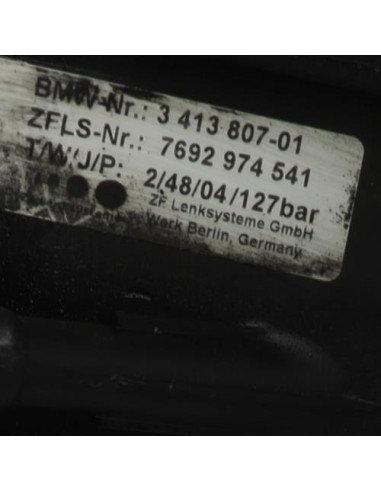 BMW-Nr.: 3 413 807-01
ZFLS-Nr.: 7692 974 541
T/W/J/P: 2/48/04/127bar
ZF Lenksysteme GmbH
Werk Berlin, Germany